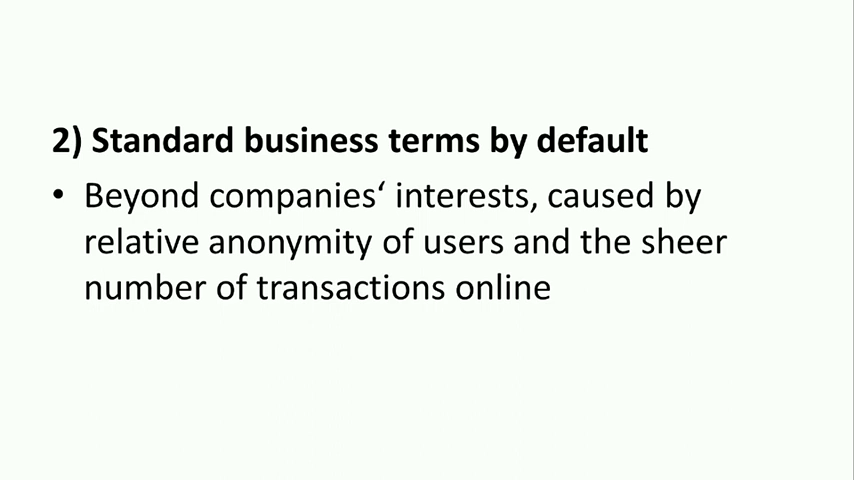 2) Standard business terms by default
• Beyond companies‘ interests, caused by
relative anonymity of users and the sheer
number of transactions online